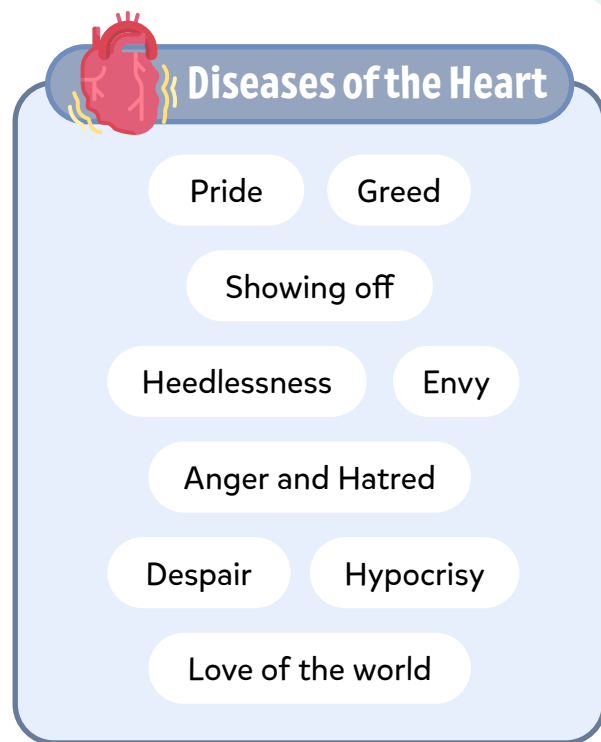 Diseases of the Heart
Pride Greed
Showing off
Heedlessness Envy
Anger and Hatred
Despair Hypocrisy
Love of the world